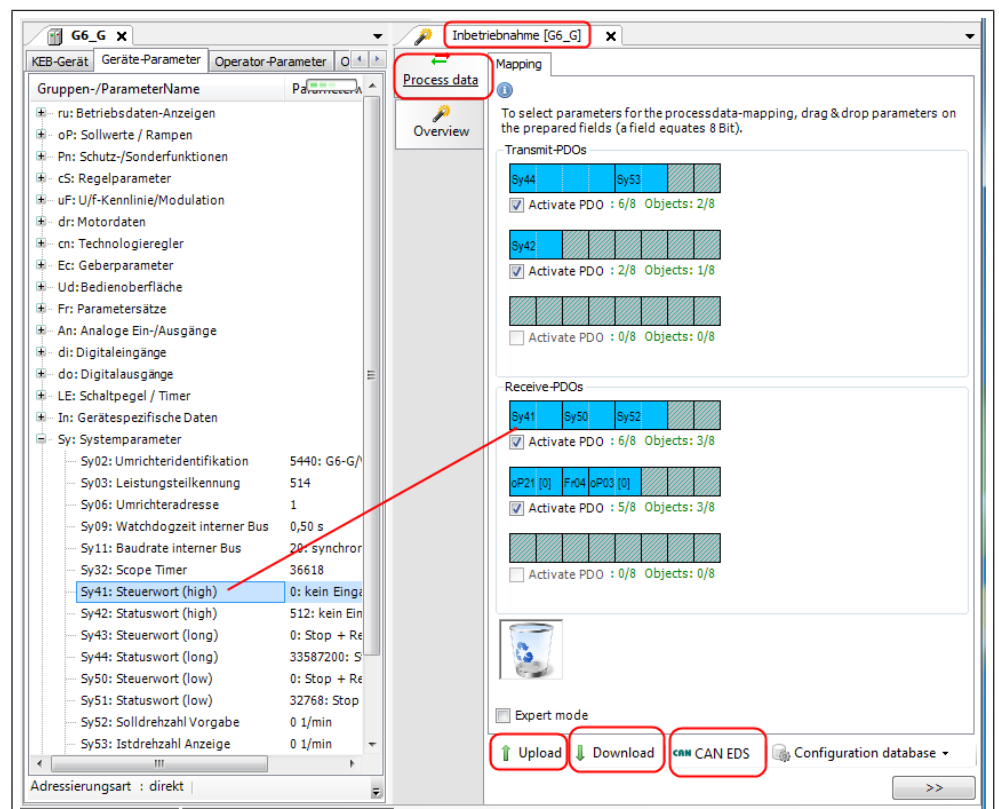 G6_G X
KEB-Gerät Geräte-Parameter Operator-Parameter O
Gruppen-/ParameterName
ru: Betriebsdaten-Anzeigen
oP: Sollwerte / Rampen
Pn: Schutz-/Sonderfunktionen
cS: Regelparameter
uF: U/f-Kennlinie/Modulation
dr: Motordaten
cn: Technologieregler
Ec: Geberparameter
Ud:Bedienoberfläche
Fr: Parametersätze
An: Analoge Ein-/Ausgänge
di: Digitaleingänge
do: Digitalausgänge
LE: Schaltpegel / Timer
In: Gerätespezifische Daten
Sy: Systemparameter
Sy02: Umrichteridentifikation 5440: G6-G/
Sy03: Leistungsteilkennung 514
Sy06: Umrichteradresse 1
Sy09: Watchdogzeit interner Bus 0,50 s
Sy11: Baudrate interner Bus 20: synchror
Sy32: Scope Timer 36618
Sy41: Steuerwort (high) 0: kein Einga
Sy42: Statuswort (high) 512: kein Ein
Sy43: Steuerwort (long) 0: Stop + Re
Sy44: Statuswort (long) 33587200: S
Sy50: Steuerwort (low) 0: Stop + Re
Sy51: Statuswort (low) 32768: Stop
Sy52: Solldrehzahl Vorgabe 0 1/min
Sy53: Istdrehzahl Anzeige 0 1/min
Adressierungsart : direkt
Inbetriebnahme [G6_G] X
Process data
Overview
Mapping
To select parameters for the processdata-mapping, drag & drop parameters on
the prepared fields (a field equates 8 Bit).
Transmit-PDOs
Sy44 Sy53
Activate PDO : 6/8 Objects: 2/8
Sy42
Activate PDO : 2/8 Objects: 1/8
Activate PDO : 0/8 Objects: 0/8
Receive-PDOs
Sy41 Sy50 Sy52
Activate PDO : 6/8 Objects: 3/8
oP21 [0] Fr04 oP03 [0]
Activate PDO : 5/8 Objects: 3/8
Activate PDO : 0/8 Objects: 0/8
Expert mode
Upload Download CAN CAN EDS Configuration database
>>